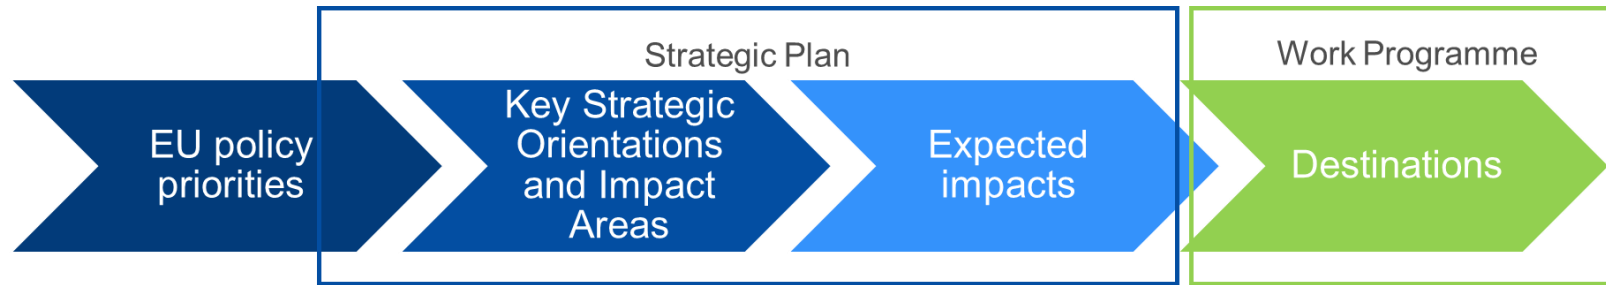 Strategic Plan
Work Programme
EU policy
priorities
Key Strategic
Orientations
and Impact
Areas
Expected
impacts
Destinations